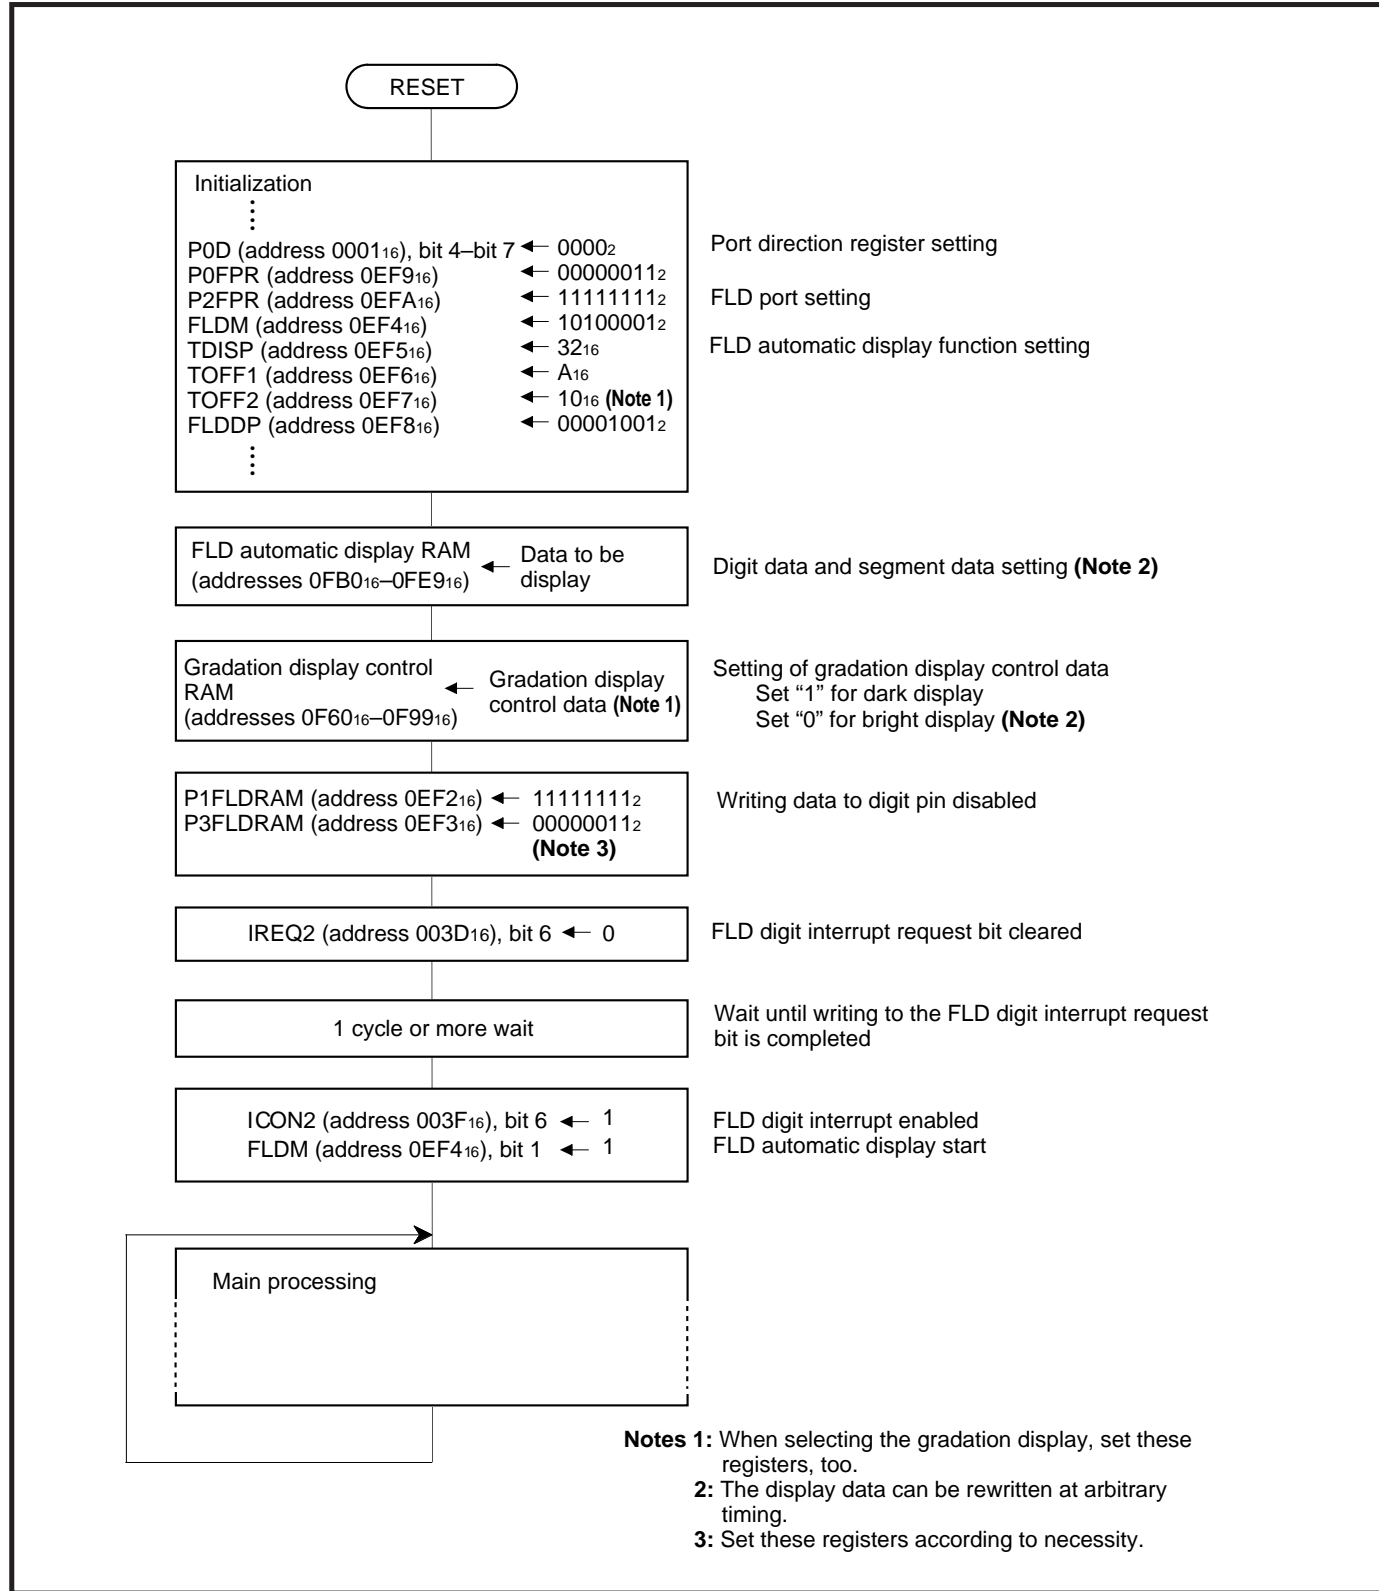 RESET
Initialization
P0D (address 000116), bit 4–bit 7 ← 00002
Port direction register setting
P0FPR (address 0EF916) ← 000000112
P2FPR (address 0EFA16) ← 111111112
FLD port setting
FLDM (address 0EF416) ← 101000012
TDISP (address 0EF516) ← 3216
FLD automatic display function setting
TOFF1 (address 0EF616) ← A16
TOFF2 (address 0EF716) ← 1016 (Note 1)
FLDDP (address 0EF816) ← 000010012
FLD automatic display RAM
(addresses 0FB016–0FE916)
← Data to be
display
Digit data and segment data setting (Note 2)
Gradation display control
RAM
(addresses 0F6016–0F9916)
← Gradation display
control data (Note 1)
Setting of gradation display control data
Set “1” for dark display
Set “0” for bright display (Note 2)
P1FLDRAM (address 0EF216) ← 111111112
P3FLDRAM (address 0EF316) ← 000000112
(Note 3)
Writing data to digit pin disabled
IREQ2 (address 003D16), bit 6 ← 0
FLD digit interrupt request bit cleared
1 cycle or more wait
Wait until writing to the FLD digit interrupt request
bit is completed
ICON2 (address 003F16), bit 6 ← 1
FLDM (address 0EF416), bit 1 ← 1
FLD digit interrupt enabled
FLD automatic display start
Main processing
Notes 1: When selecting the gradation display, set these
registers, too.
2: The display data can be rewritten at arbitrary
timing.
3: Set these registers according to necessity.